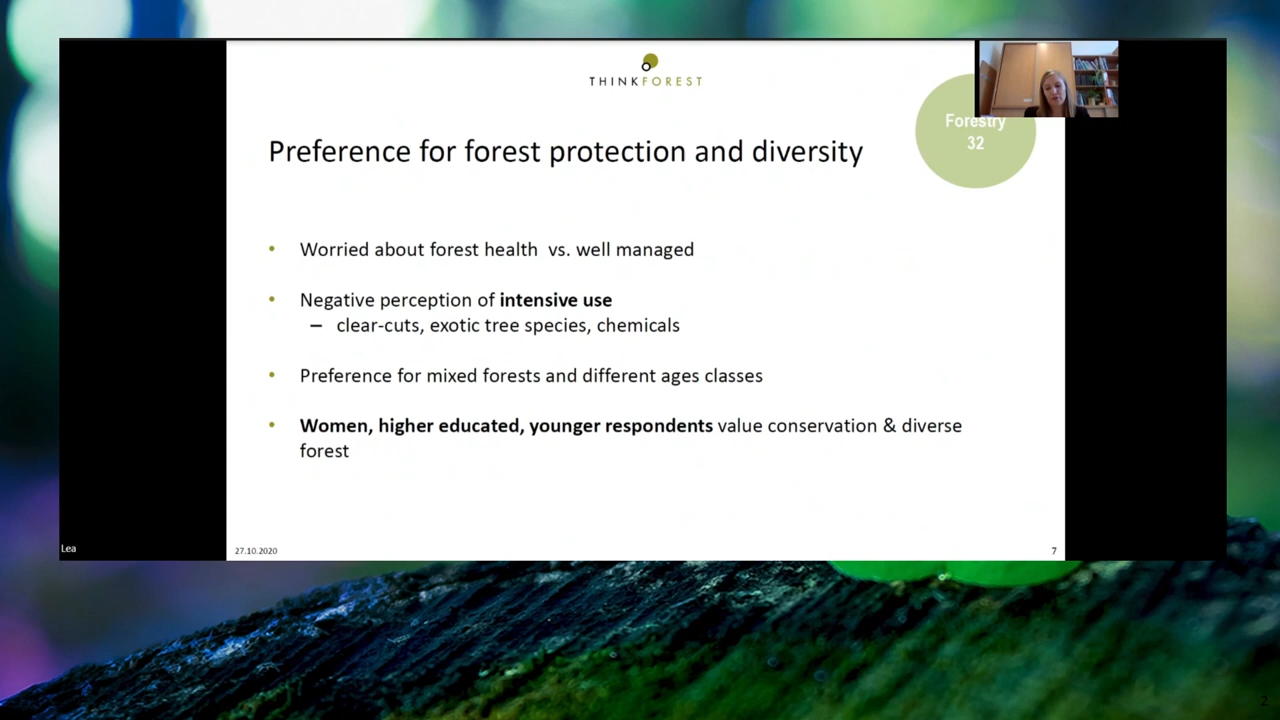 THINKFOREST
Forestry
32
Preference for forest protection and diversity
• Worried about forest health  vs. well managed
• Negative perception of intensive use
– clear-cuts, exotic tree species, chemicals
• Preference for mixed forests and different ages classes
• Women, higher educated, younger respondents value conservation & diverse
forest
Lea
27.10.2020
7
2